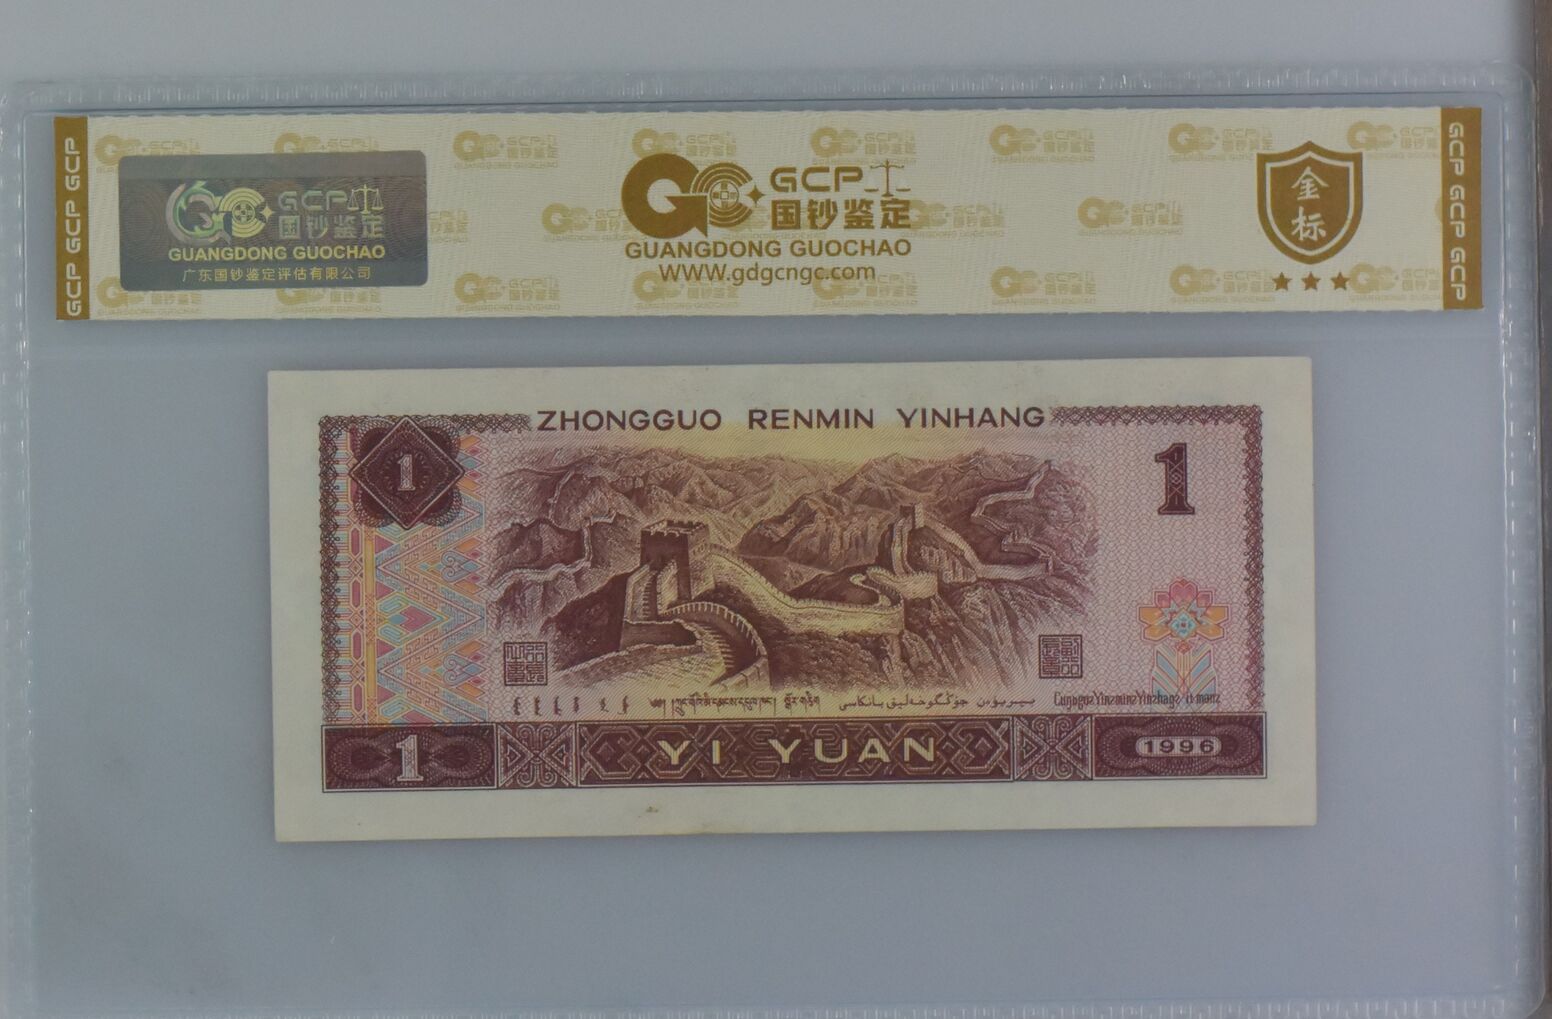 GCP GCP GCP
GCP
国钞鉴定
GUANGDONG GUOCHAO
广东国钞鉴定评估有限公司
GCP
国钞鉴定
GUANGDONG GUOCHAO
WWW.gdgcngc.com
金
标
GCP GCP GCP
ZHONGGUO RENMIN YINHANG
1
1
1
YI YUAN
1996